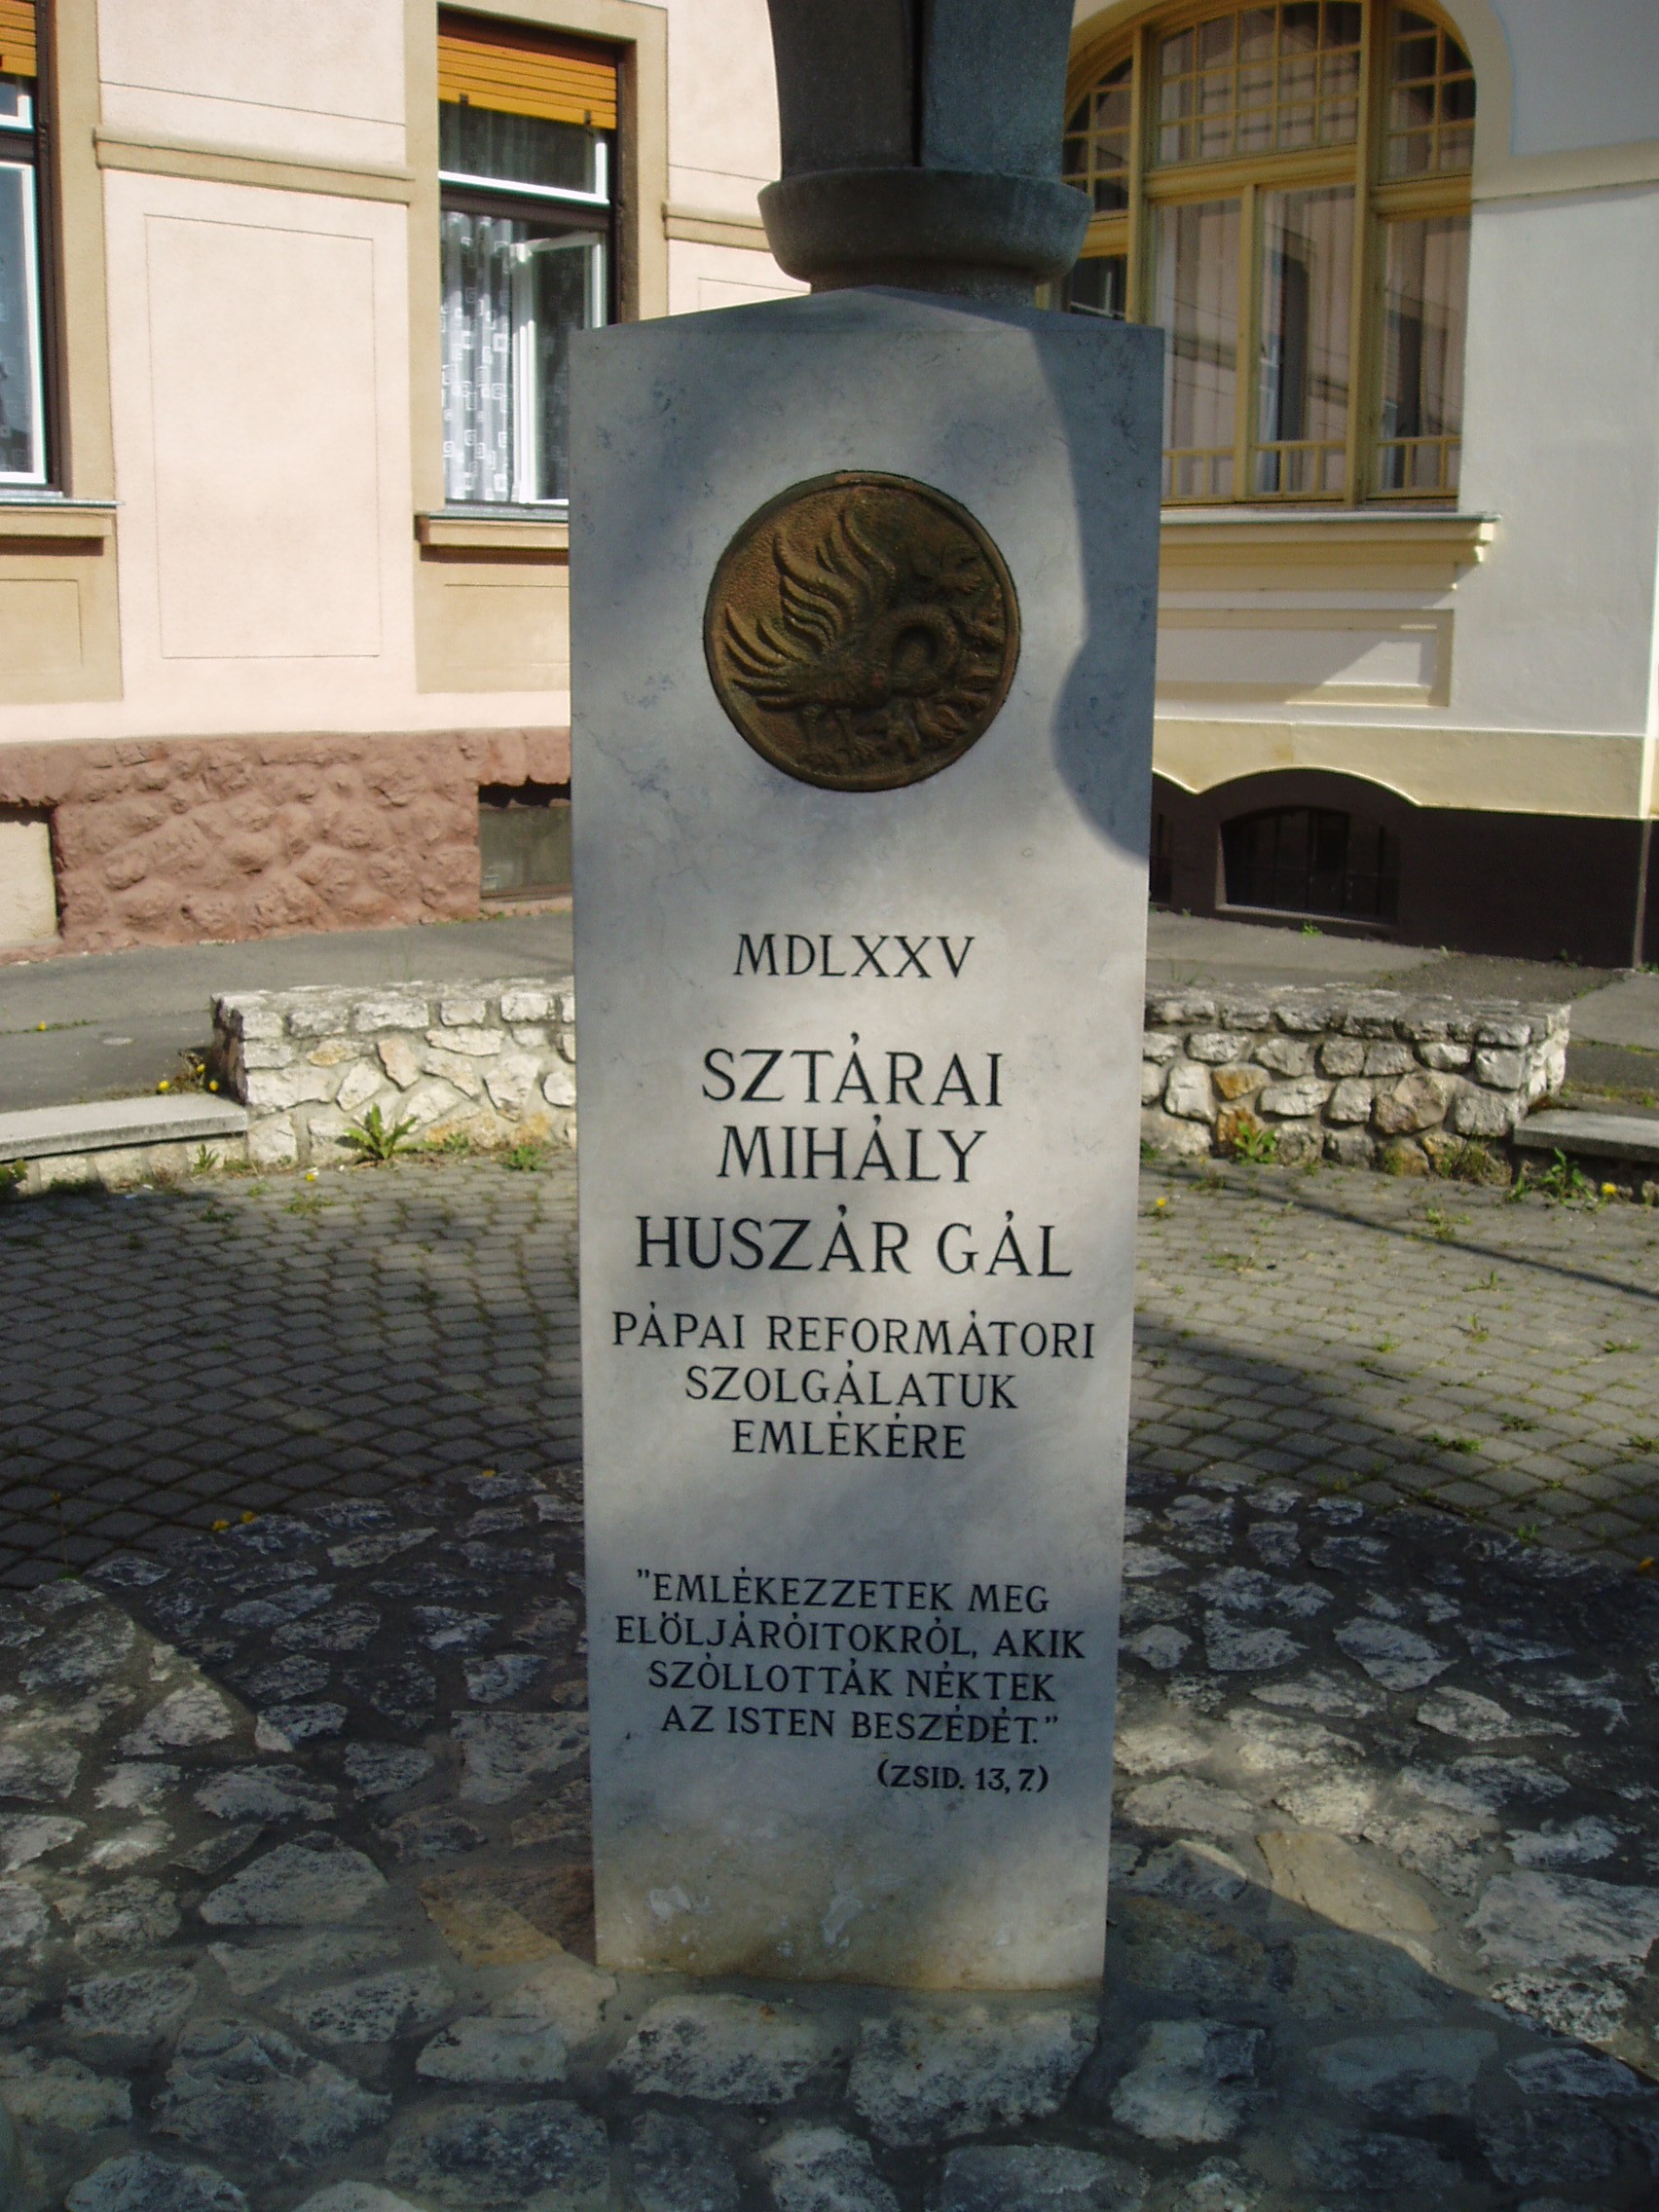 MDLXXV
SZTÁRAI
MIHÁLY
HUSZÁR GÁL
PÁPAI REFORMÁTORI
SZOLGÁLATUK
EMLÉKÉRE
"EMLÉKEZZETEK MEG
ELÖLJÁRÓITOKRÓL, AKIK
SZÓLLOTTÁK NÉKTEK
AZ ISTEN BESZÉDÉT."
(ZSID. 13, 7.)